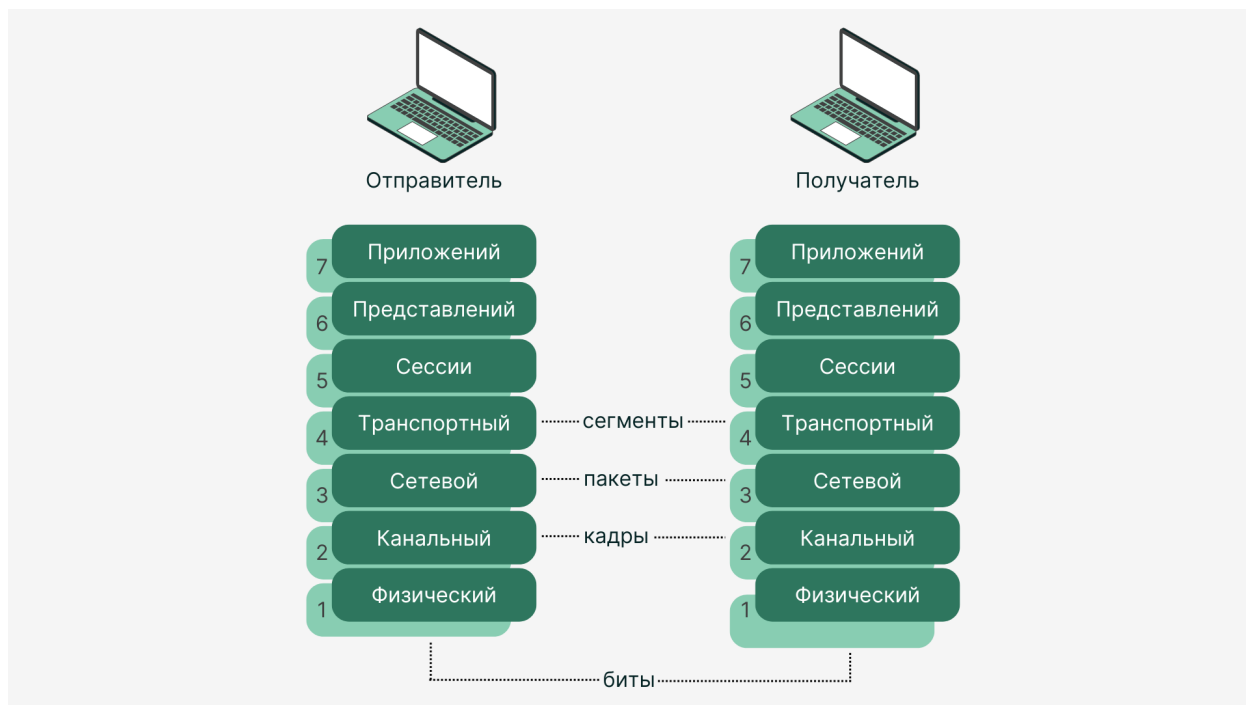 Отправитель
Получатель
7 Приложений
6 Представлений
5 Сессии
4 Транспортный
3 Сетевой
2 Канальный
1 Физический
сегменты
пакеты
кадры
биты
7 Приложений
6 Представлений
5 Сессии
4 Транспортный
3 Сетевой
2 Канальный
1 Физический